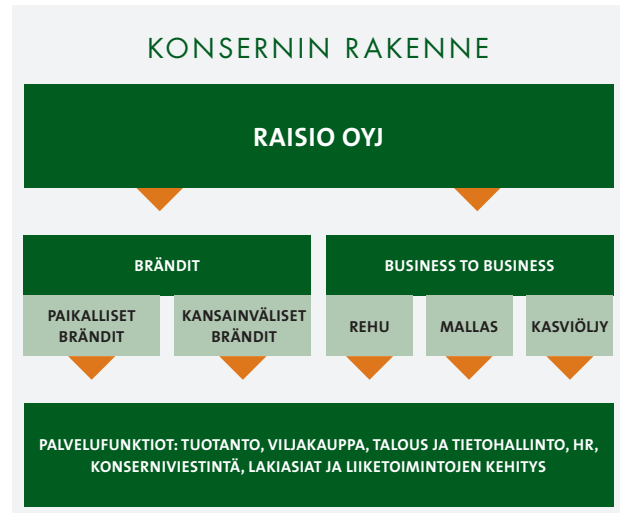 KONSERNIN RAKENNE
RAISIO OYJ
BRÄNDIT
BUSINESS TO BUSINESS
PAIKALLISET
BRÄNDIT
KANSAINVÄLISET
BRÄNDIT
REHU
MALLAS
KASVIÖLJY
PALVELUFUNKTIOT: TUOTANTO, VILJAKAUPPA, TALOUS JA TIETOHALLINTO, HR,
KONSERNIVIESTINTÄ, LAKIASIAT JA LIIKETOIMINTOJEN KEHITYS